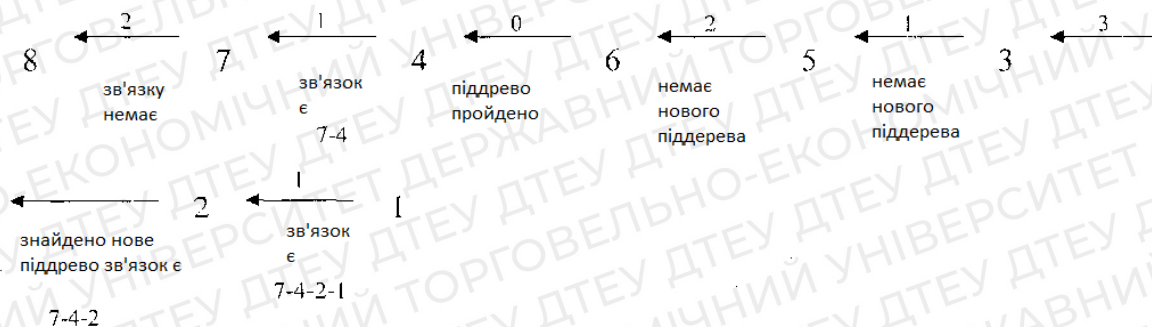 2 1 0 2 1 3
8 7 4 6 5 3
зв'язку
немає
зв'язок
є
7-4
піддрево
пройдено
немає
нового
піддерева
немає
нового
піддерева
1
2 1
знайдено нове
піддрево зв'язок є
7-4-2
зв'язок
є
7-4-2-1